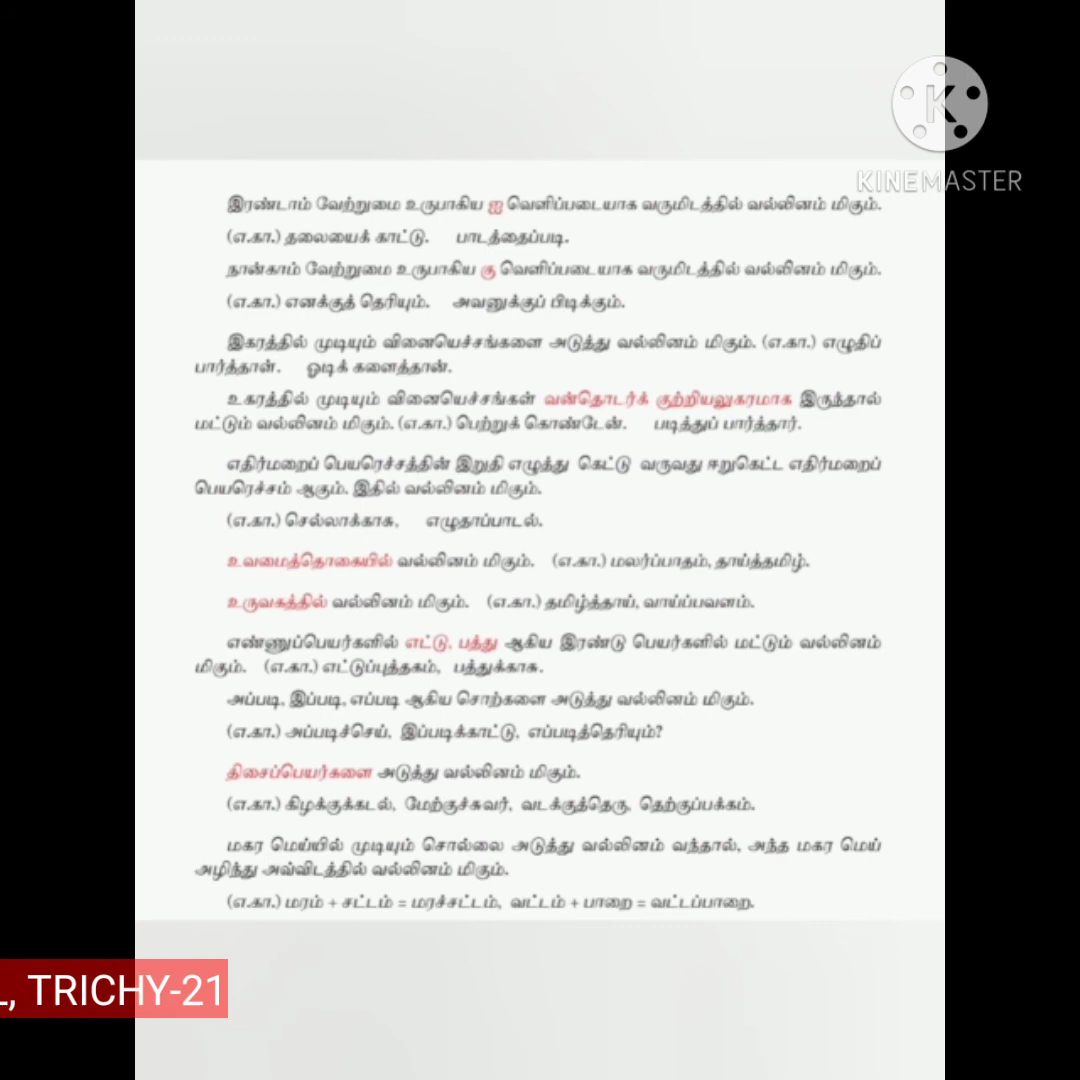 KINEMASTER
இரண்டாம் வேற்றுமை உருபாகிய ஐ வெளிப்படையாக வருமிடத்தில் வல்லினம் மிகும்.
(எ.கா.) தலையைக் காட்டு. பாடத்தைப்படி.
நான்காம் வேற்றுமை உருபாகிய கு வெளிப்படையாக வருமிடத்தில் வல்லினம் மிகும்.
(எ.கா.) எனக்குத் தெரியும். அவனுக்குப் பிடிக்கும்.
இகரத்தில் முடியும் வினையெச்சங்களை அடுத்து வல்லினம் மிகும். (எ.கா.) எழுதிப்
பார்த்தான். ஓடிக் களைத்தான்.
உகரத்தில் முடியும் வினையெச்சங்கள் வன்தொடர்க் குற்றியலுகரமாக இருந்தால்
மட்டும் வல்லினம் மிகும். (எ.கா.) பெற்றுக் கொண்டேன். படித்துப் பார்த்தார்.
எதிர்மறைப் பெயரெச்சத்தின் இறுதி எழுத்து கெட்டு வருவது ஈறுகெட்ட எதிர்மறைப்
பெயரெச்சம் ஆகும். இதில் வல்லினம் மிகும்.
(எ.கா.) செல்லாக்காசு, எழுதாப்பாடல்.
உவமைத்தொகையில் வல்லினம் மிகும். (எ.கா.) மலர்ப்பாதம், தாய்த்தமிழ்.
உருவகத்தில் வல்லினம் மிகும். (எ.கா.) தமிழ்த்தாய், வாய்ப்பவளம்.
எண்ணுப்பெயர்களில் எட்டு, பத்து ஆகிய இரண்டு பெயர்களில் மட்டும் வல்லினம்
மிகும். (எ.கா.) எட்டுப்புத்தகம், பத்துக்காசு.
அப்படி, இப்படி, எப்படி ஆகிய சொற்களை அடுத்து வல்லினம் மிகும்.
(எ.கா.) அப்படிச்செய், இப்படிக்காட்டு, எப்படித்தெரியும்?
திசைப்பெயர்களை அடுத்து வல்லினம் மிகும்.
(எ.கா.) கிழக்குக்கடல், மேற்குச்சுவர், வடக்குத்தெரு, தெற்குப்பக்கம்.
மகர மெய்யில் முடியும் சொல்லை அடுத்து வல்லினம் வந்தால், அந்த மகர மெய்
அழிந்து அவ்விடத்தில் வல்லினம் மிகும்.
(எ.கா.) மரம் + சட்டம் = மரச்சட்டம், வட்டம் + பாறை = வட்டப்பாறை.
, TRICHY-21